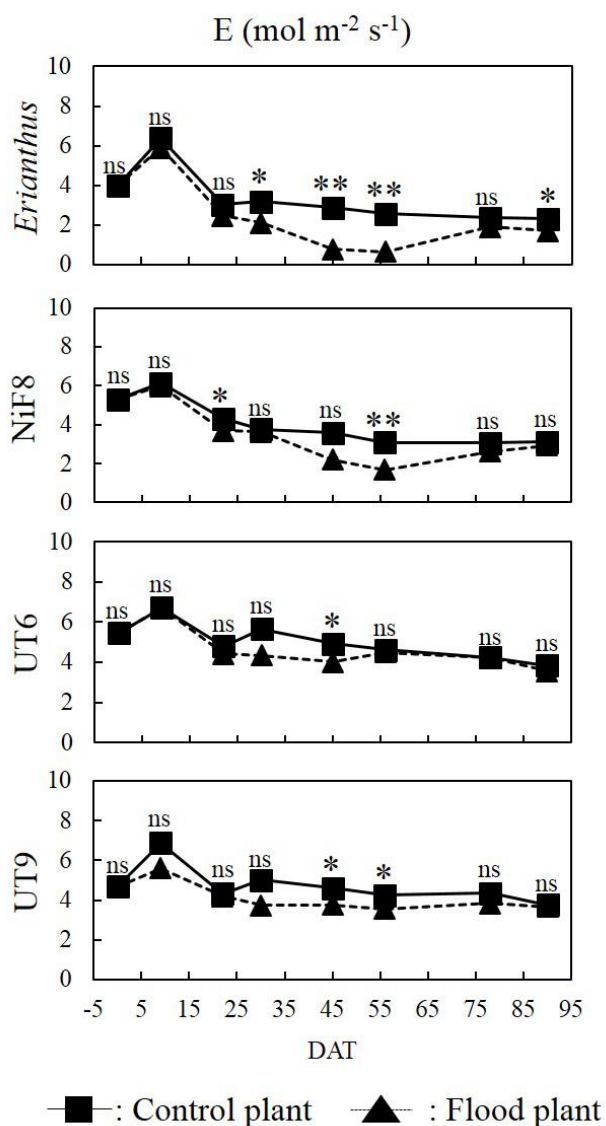 E (mol m-2 s-1)
10
8
6
4
2
0
Erianthus
ns
ns
ns
*
**
**
ns
*
10
8
6
4
2
0
NiF8
ns
ns
*
ns
ns
**
ns
ns
10
8
6
4
2
0
UT6
ns
ns
ns
ns
*
ns
ns
ns
10
8
6
4
2
0
UT9
ns
ns
ns
ns
*
*
ns
ns
-5 5 15 25 35 45 55 65 75 85 95
DAT
: Control plant : Flood plant